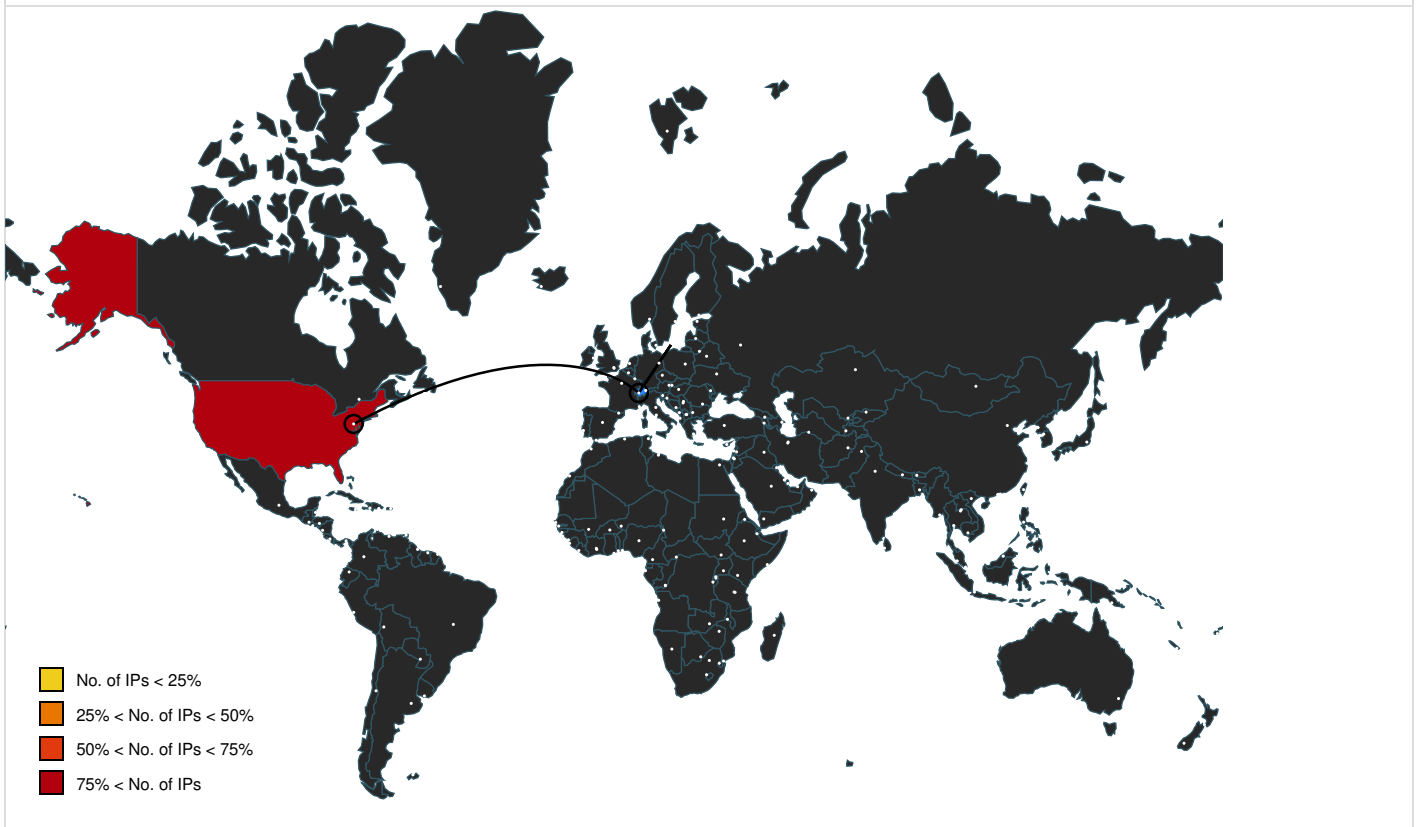 No. of IPs < 25%
25% < No. of IPs < 50%
50% < No. of IPs < 75%
75% < No. of IPs